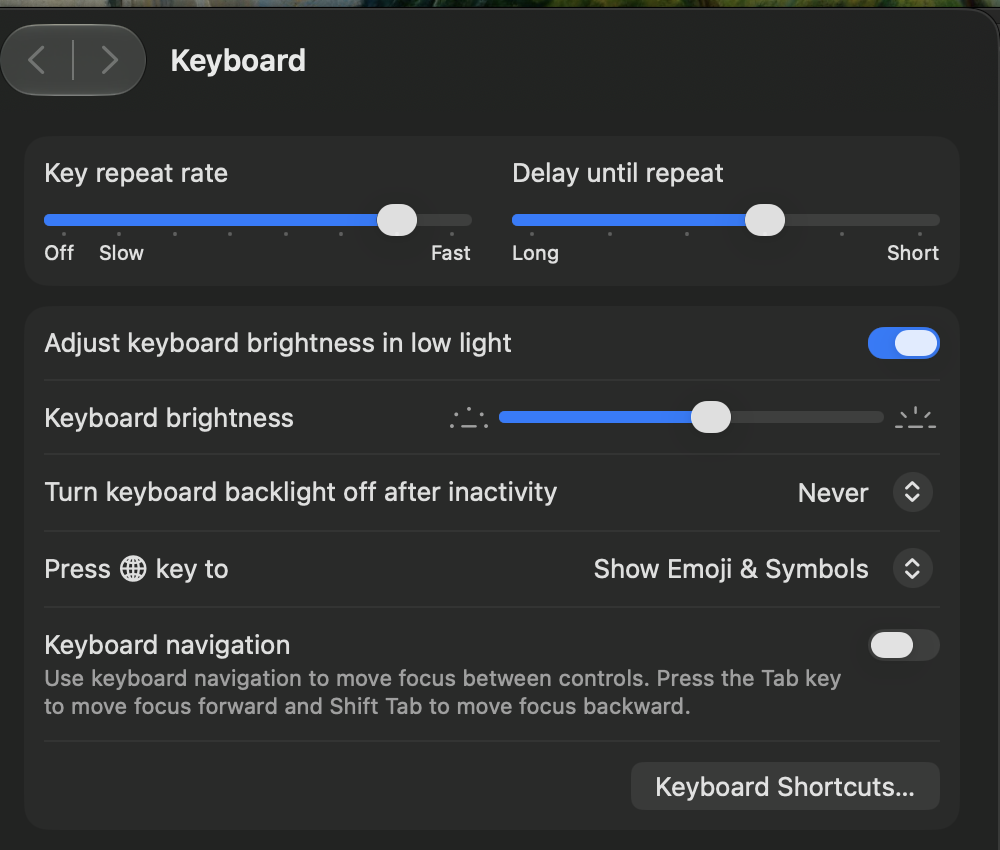 Keyboard
Key repeat rate
Delay until repeat
Off Slow Fast
Long Short
Adjust keyboard brightness in low light
Keyboard brightness
Turn keyboard backlight off after inactivity Never
Press key to Show Emoji & Symbols
Keyboard navigation
Use keyboard navigation to move focus between controls. Press the Tab key
to move focus forward and Shift Tab to move focus backward.
Keyboard Shortcuts...